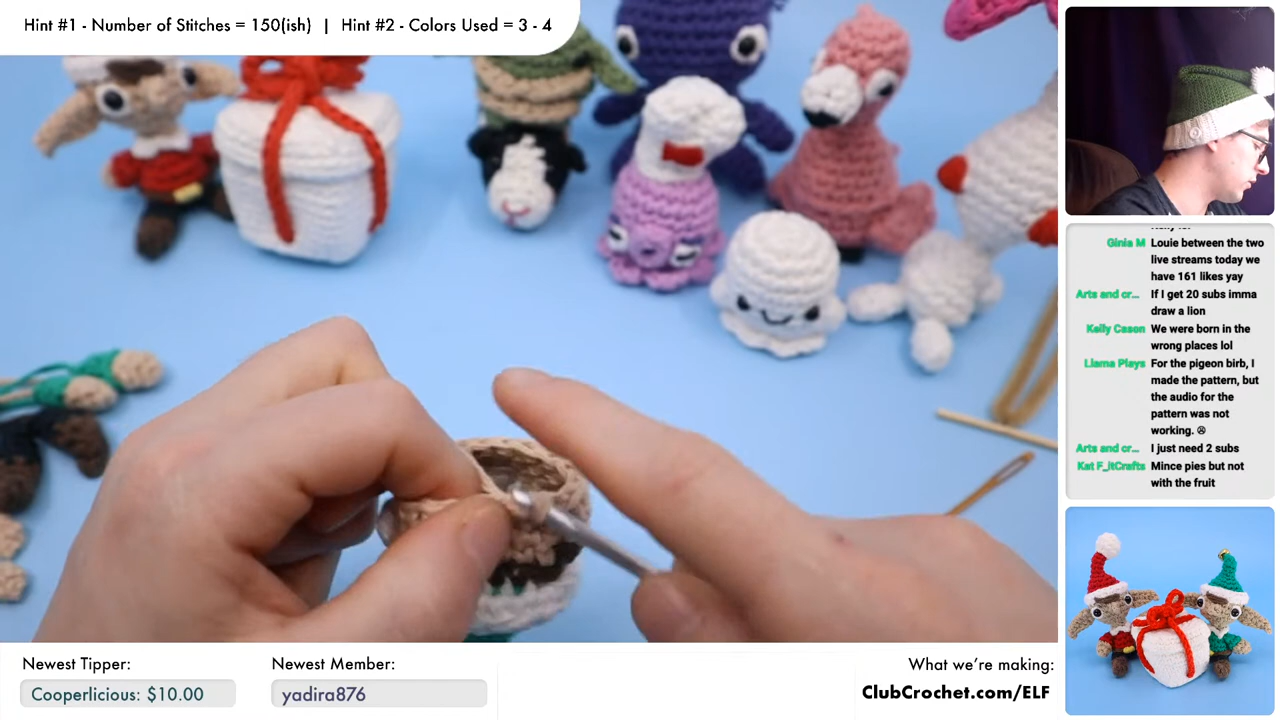 Hint #1 - Number of Stitches = 150(ish) | Hint #2 - Colors Used = 3 - 4
Ginia M Louie between the two
live streams today we
have 161 likes yay
Arts and cr... If I get 20 subs imma
draw a lion
Kelly Cason We were born in the
wrong places lol
Llama Plays For the pigeon birb, I
made the pattern, but
the audio for the
pattern was not
working. ☹
Arts and cr... I just need 2 subs
Kat F_itCrafts Mince pies but not
with the fruit
Newest Tipper:
Cooperlicious: $10.00
Newest Member:
yadira876
What we're making:
ClubCrochet.com/ELF